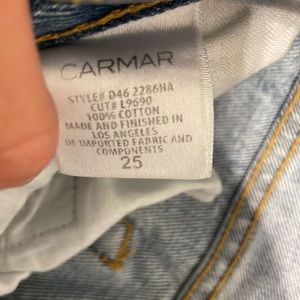 CARMAR
STYLE# D46 2286HA
CUT# L9690
100% COTTON
MADE AND FINISHED IN
LOS ANGELES
OF IMPORTED FABRIC AND
COMPONENTS
25